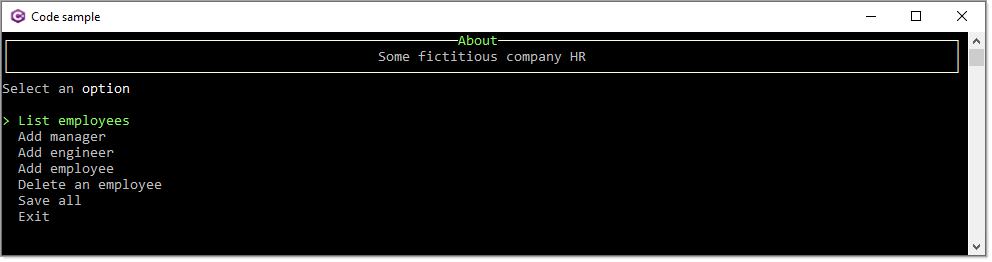 Code sample
About
Some fictitious company HR
Select an option
> List employees
Add manager
Add engineer
Add employee
Delete an employee
Save all
Exit